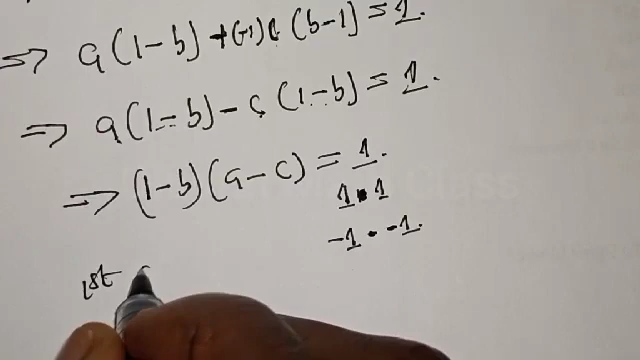 => a(1-b)+(-1)c(b-1)=1.
=> a(1-b)-c(1-b)=1.
=> (1-b)(a-c)=1.
1·1
-1·-1.
1st